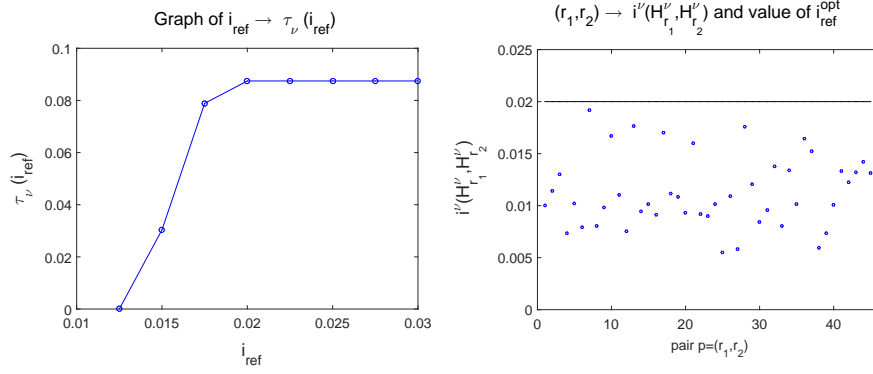 Graph of i_ref → τ_ν (i_ref)
0.1
0.08
0.06
0.04
0.02
0
τ_ν (i_ref)
0.01 0.015 0.02 0.025 0.03
i_ref
(r_1,r_2) → i^ν(H^ν_r_1,H^ν_r_2) and value of i^opt_ref
0.025
0.02
0.015
0.01
0.005
0
i^ν(H^ν_r_1,H^ν_r_2)
0 10 20 30 40
pair p=(r_1,r_2)